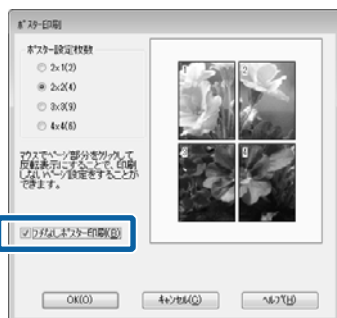 ポスター印刷
ポスター設定枚数
2x1(2)
2x2(4)
3x3(9)
4x4(6)
マウスでページ部分をクリックして
反転表示にすることで、印刷
しないページ設定をすることが
できます。
フチなしポスター印刷(B)
1
2
3
4
OK(O)
キャンセル(C)
ヘルプ(H)